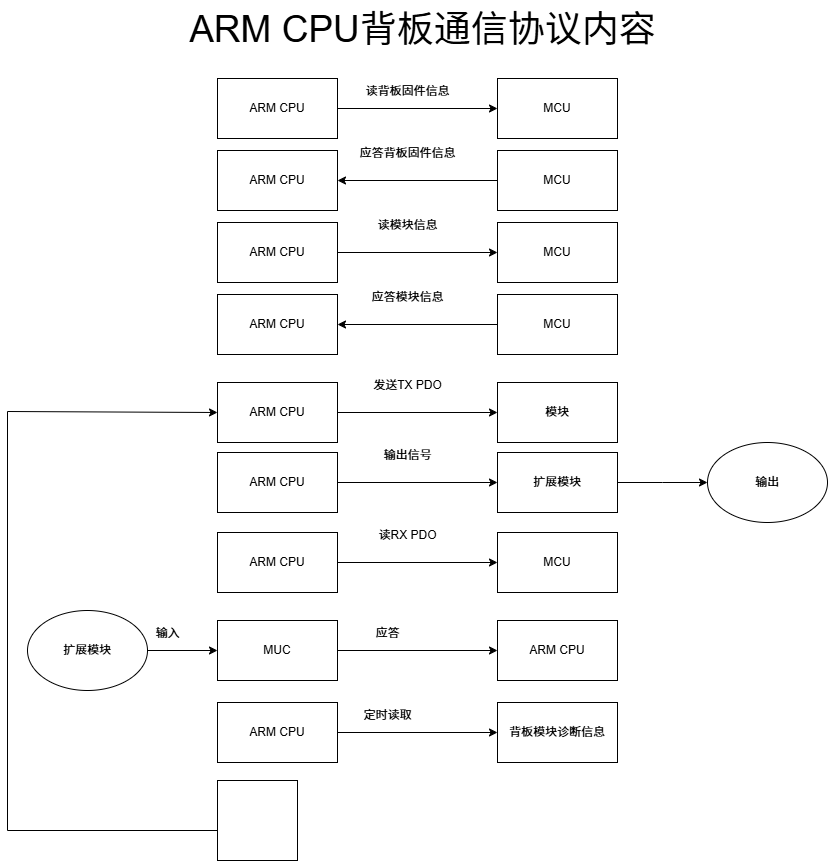 ARM CPU背板通信协议内容
读背板固件信息
ARM CPU
MCU
应答背板固件信息
ARM CPU
MCU
读模块信息
ARM CPU
MCU
应答模块信息
ARM CPU
MCU
发送TX PDO
ARM CPU
模块
输出信号
ARM CPU
扩展模块
输出
读RX PDO
ARM CPU
MCU
扩展模块
输入
MUC
应答
ARM CPU
定时读取
ARM CPU
背板模块诊断信息